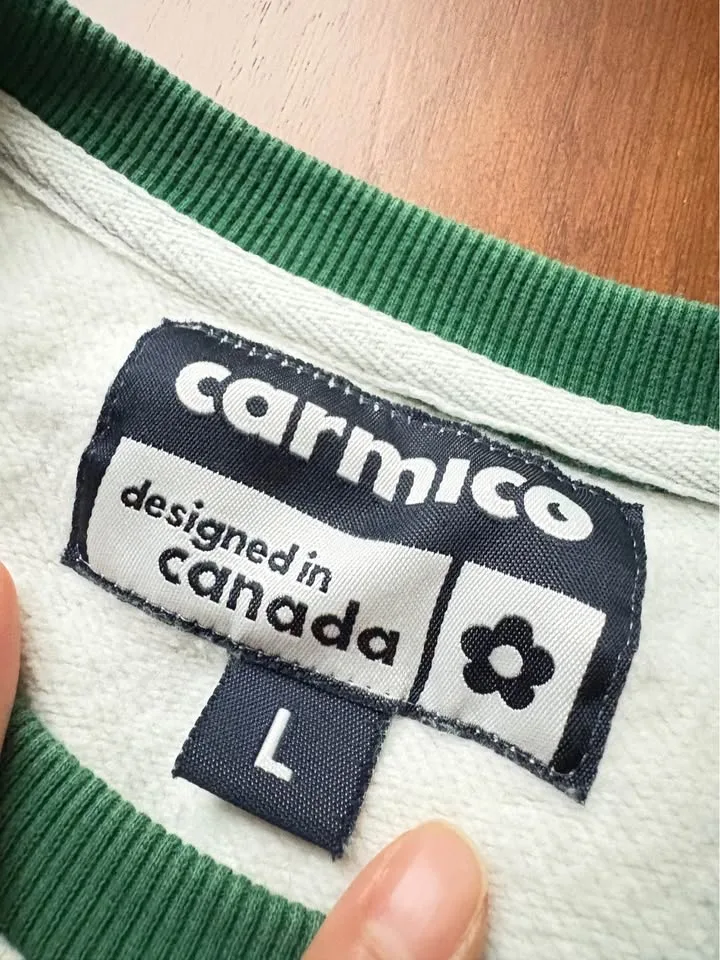 carmico
designed in
canada
L